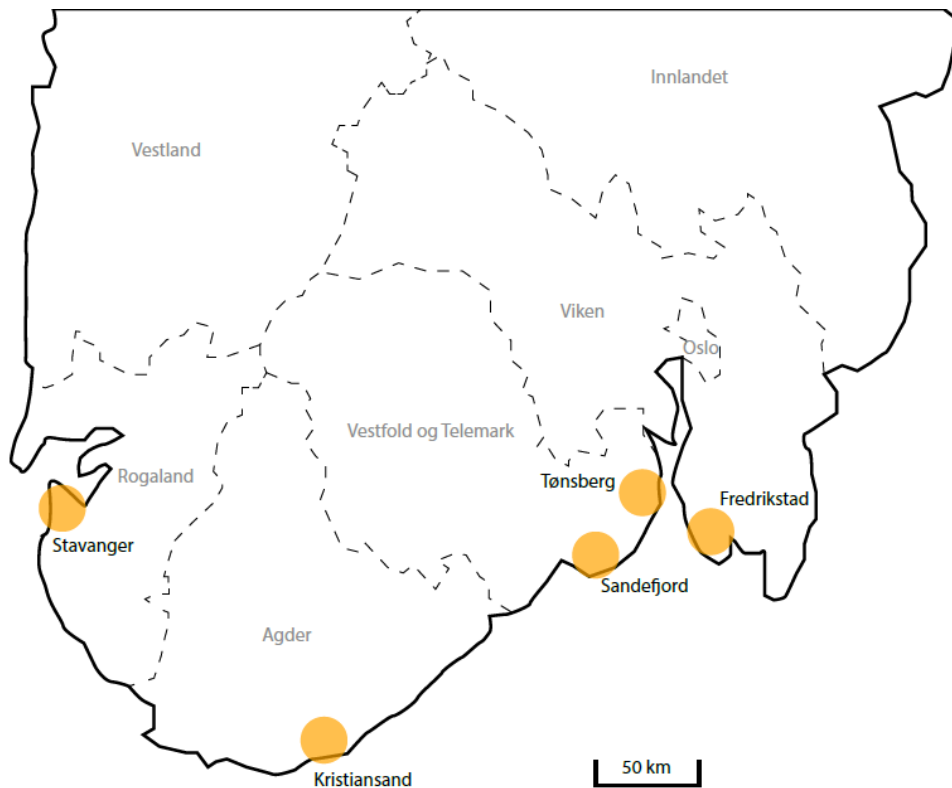 Innlandet
Vestland
Viken
Oslo
Vestfold og Telemark
Rogaland
Tønsberg
Fredrikstad
Stavanger
Sandefjord
Agder
50 km
Kristiansand